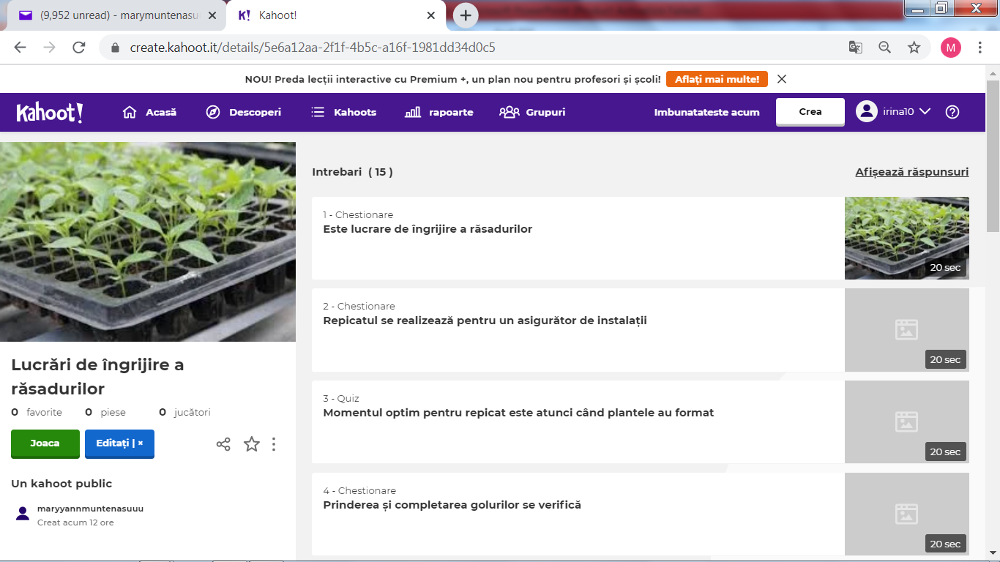 (9,952 unread) - marymuntenasu
Kahoot!
create.kahoot.it/details/5e6a12aa-2f1f-4b5c-a16f-1981dd34d0c5
M
NOU! Preda lecții interactive cu Premium +, un plan nou pentru profesori și școli! Aflați mai multe!
Kahoot! Acasă Descoperi Kahoots rapoarte Grupuri Imbunatateste acum Crea irina10
Intrebari ( 15 ) Afișează răspunsuri
1 - Chestionare
Este lucrare de îngrijire a răsadurilor
20 sec
2 - Chestionare
Repicatul se realizează pentru un asigurător de instalații
20 sec
3 - Quiz
Momentul optim pentru repicat este atunci când plantele au format
20 sec
4 - Chestionare
Prinderea și completarea golurilor se verifică
20 sec
Lucrări de îngrijire a
răsadurilor
0 favorite 0 piese 0 jucători
Joaca Editați | ×
Un kahoot public
maryyannmuntenasuuu
Creat acum 12 ore